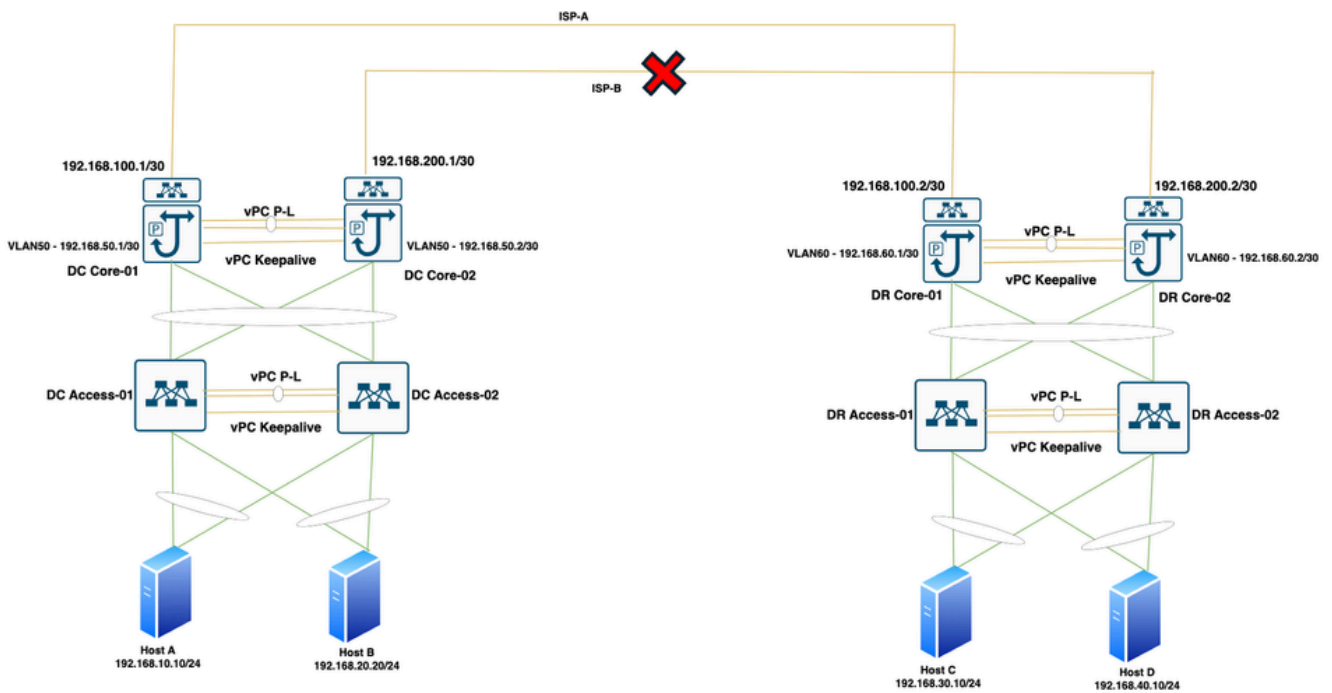 ISP-A
ISP-B
192.168.100.1/30
192.168.200.1/30
192.168.100.2/30
192.168.200.2/30
vPC P-L
P
P
VLAN50 - 192.168.50.1/30
VLAN50 - 192.168.50.2/30
vPC Keepalive
DC Core-01
DC Core-02
vPC P-L
P
P
VLAN60 - 192.168.60.1/30
VLAN60 - 192.168.60.2/30
vPC Keepalive
DR Core-01
DR Core-02
vPC P-L
DC Access-01
DC Access-02
vPC Keepalive
vPC P-L
DR Access-01
DR Access-02
vPC Keepalive
Host A
192.168.10.10/24
Host B
192.168.20.20/24
Host C
192.168.30.10/24
Host D
192.168.40.10/24